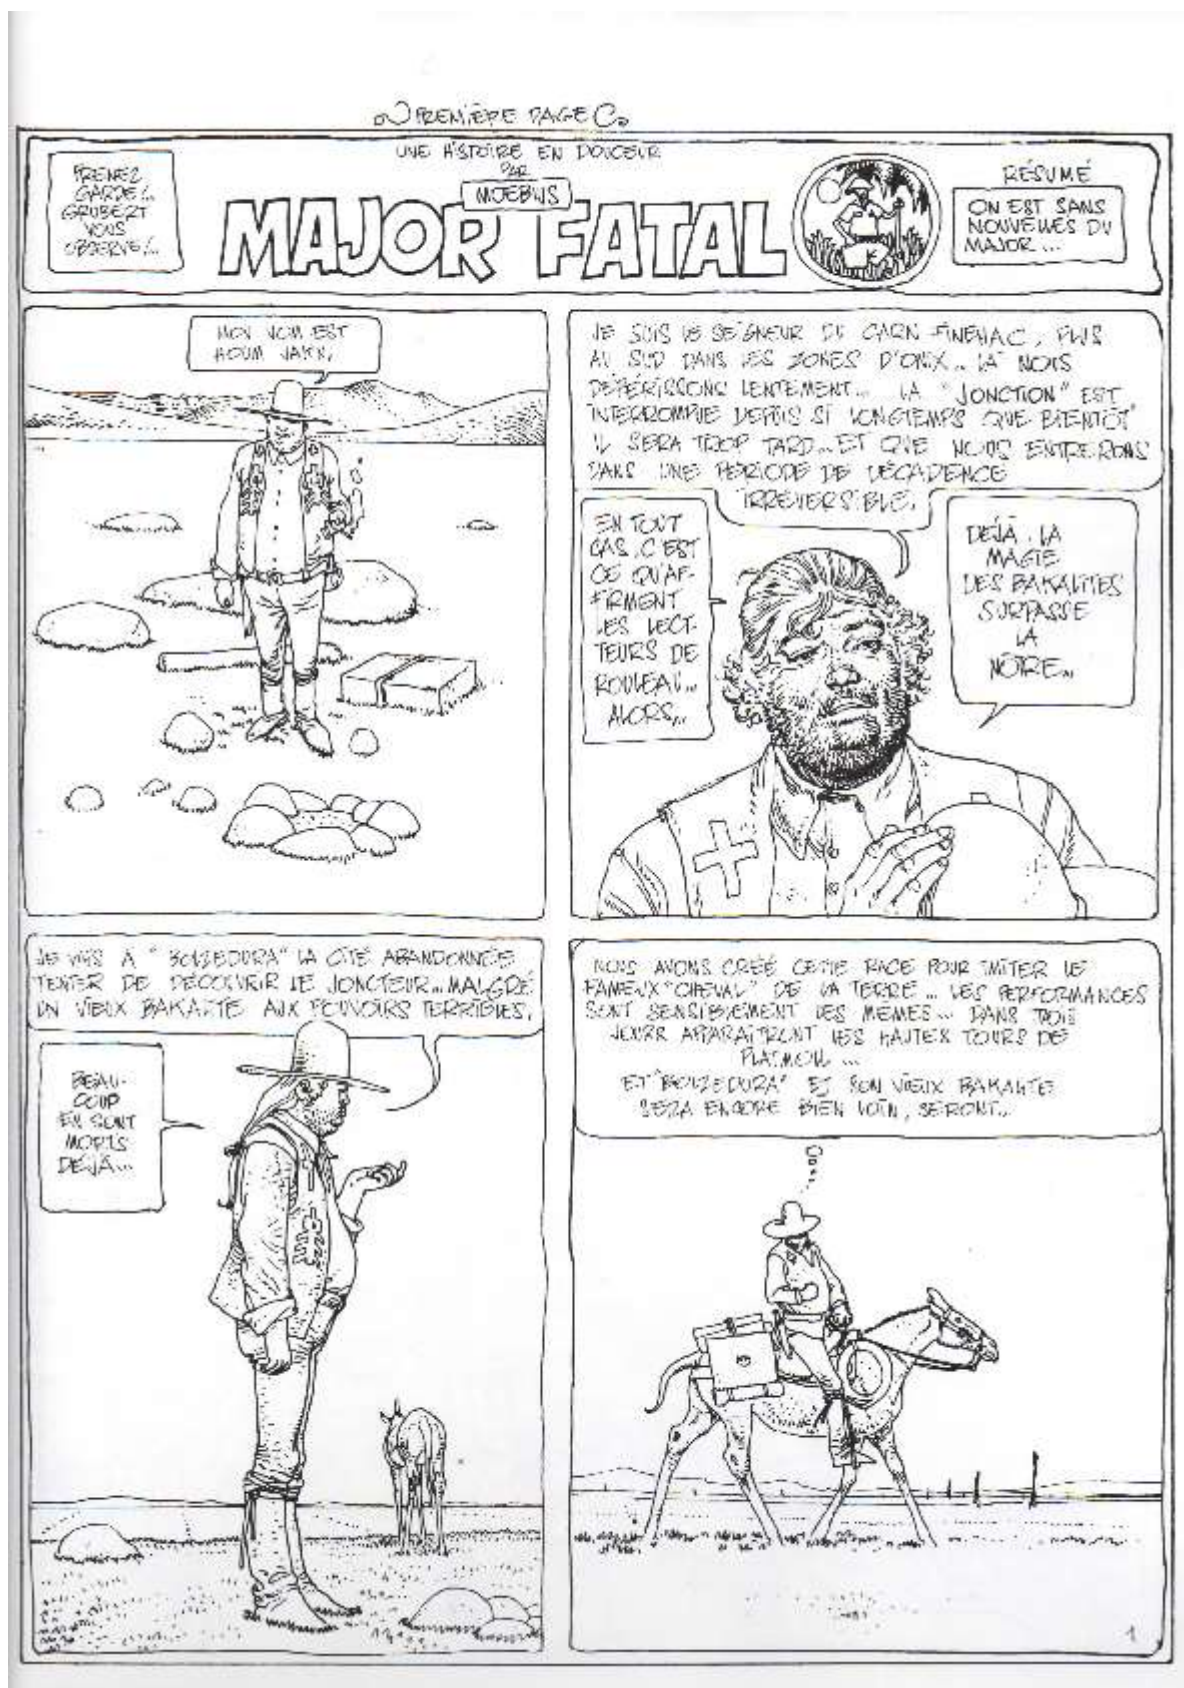 PREMIÈRE PAGE
UNE HISTOIRE EN DOUCEUR
PAR
MOEBIUS
MAJOR FATAL
PRENEZ
GARDE!..
GRUBERT
VOUS
OBSERVE!..
RÉSUMÉ
ON EST SANS
NOUVELLES DU
MAJOR...
MON NOM EST
HOUM JAKIN.
JE SUIS LE SEIGNEUR DU CARN FINEHAC, PLUS
AU SUD DANS LES ZONES D'ONIX... LÀ NOUS
DÉPÉRISSONS LENTEMENT... LA "JONCTION" EST
INTERROMPUE DEPUIS SI LONGTEMPS QUE BIENTÔT
IL SERA TROP TARD... ET QUE NOUS ENTRERONS
DANS UNE PÉRIODE DE DÉCADENCE
IRREVERSIBLE.
EN TOUT
CAS, C'EST
CE QU'AF-
FIRMENT
LES LECT-
TEURS DE
ROULEAU...
ALORS...
DÉJÀ, LA
MAGIE
DES BAKALITES
SURPASSE
LA
NOTRE...
JE VAIS À "BOLZEDURA" LA CITÉ ABANDONNÉE
TENTER DE DÉCOUVRIR LE JONCTEUR... MALGRÉ
UN VIEUX BAKALITE AUX POUVOIRS TERRIBLES.
BEAU-
COUP
EN SONT
MORTS
DÉJÀ...
NOUS AVONS CRÉÉ CETTE RACE POUR IMITER LE
FAMEUX "CHEVAL" DE LA TERRE... LES PERFORMANCES
SONT SENSIBLEMENT LES MEMES... DANS TROIS
JOURS APPARAÎTRONT LES HAUTES TOURS DE
...
ET "BOLZEDURA" ET SON VIEUX BAKALITE
SERA ENCORE BIEN LOIN, SERONT...
1